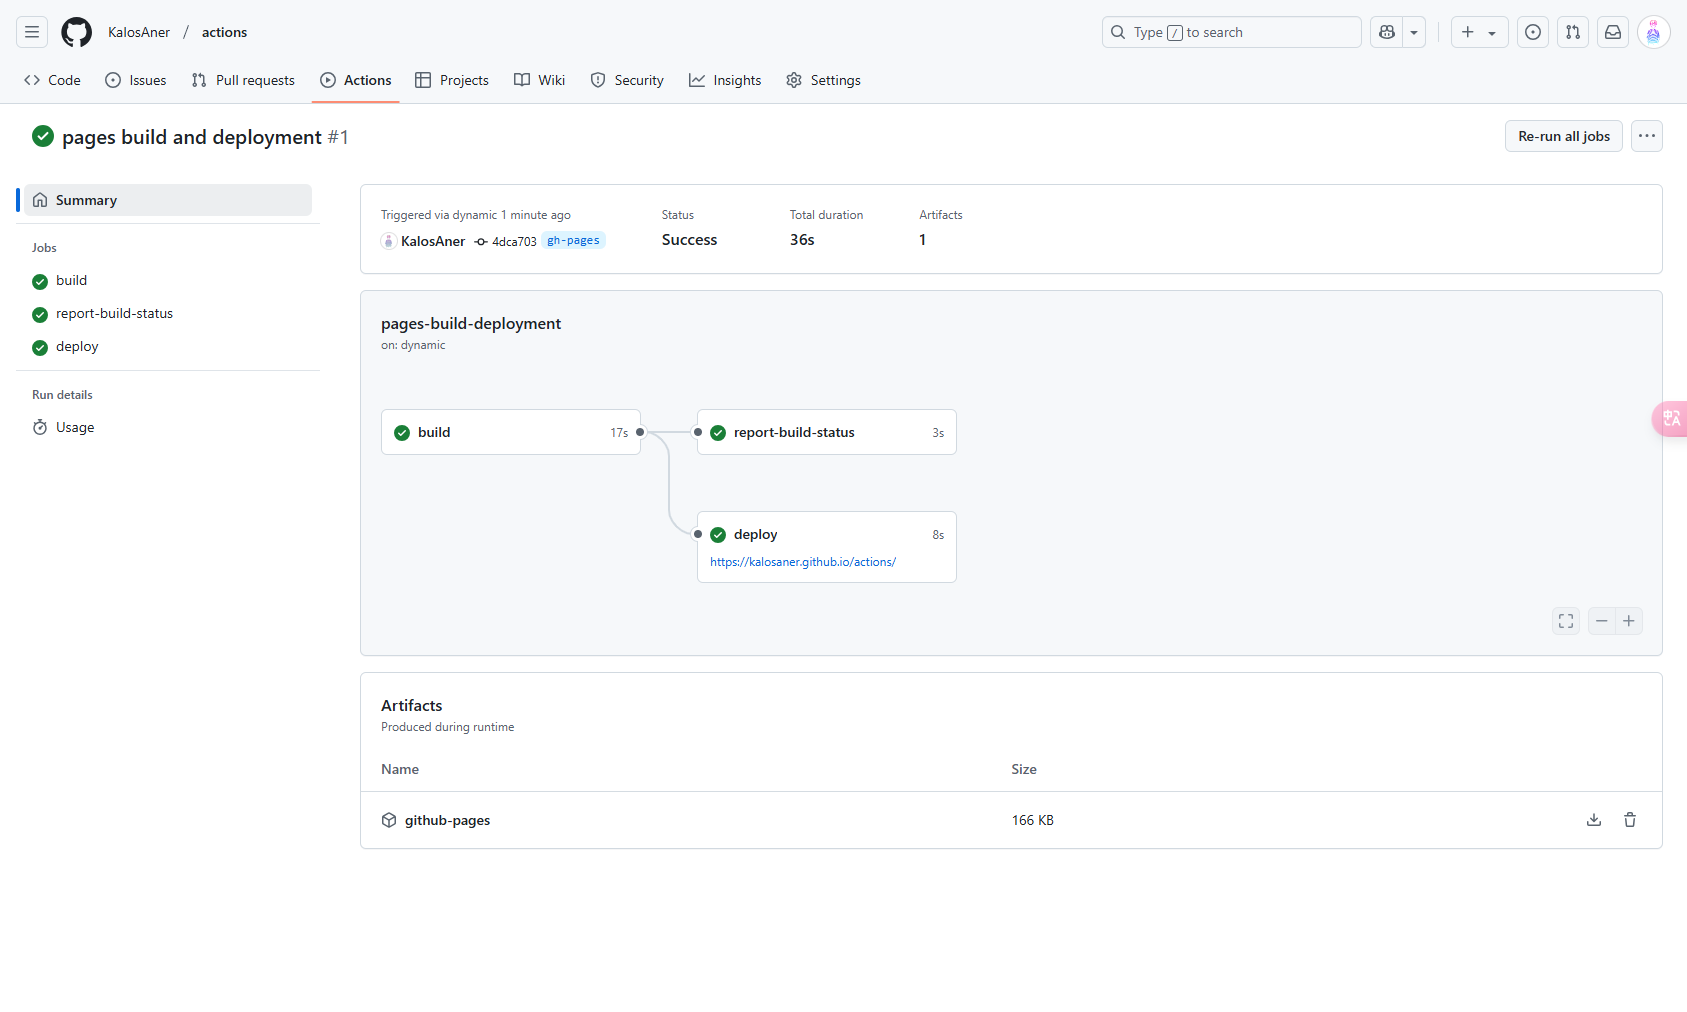 KalosAner / actions
Type / to search
Code Issues Pull requests Actions Projects Wiki Security Insights Settings
pages build and deployment #1
Re-run all jobs
Summary
Jobs
build
report-build-status
deploy
Run details
Usage
Triggered via dynamic 1 minute ago
KalosAner 4dca703 gh-pages
Status
Success
Total duration
36s
Artifacts
1
pages-build-deployment
on: dynamic
build 17s
report-build-status 3s
deploy 8s
https://kalosaner.github.io/actions/
中A
Artifacts
Produced during runtime
Name Size
github-pages 166 KB